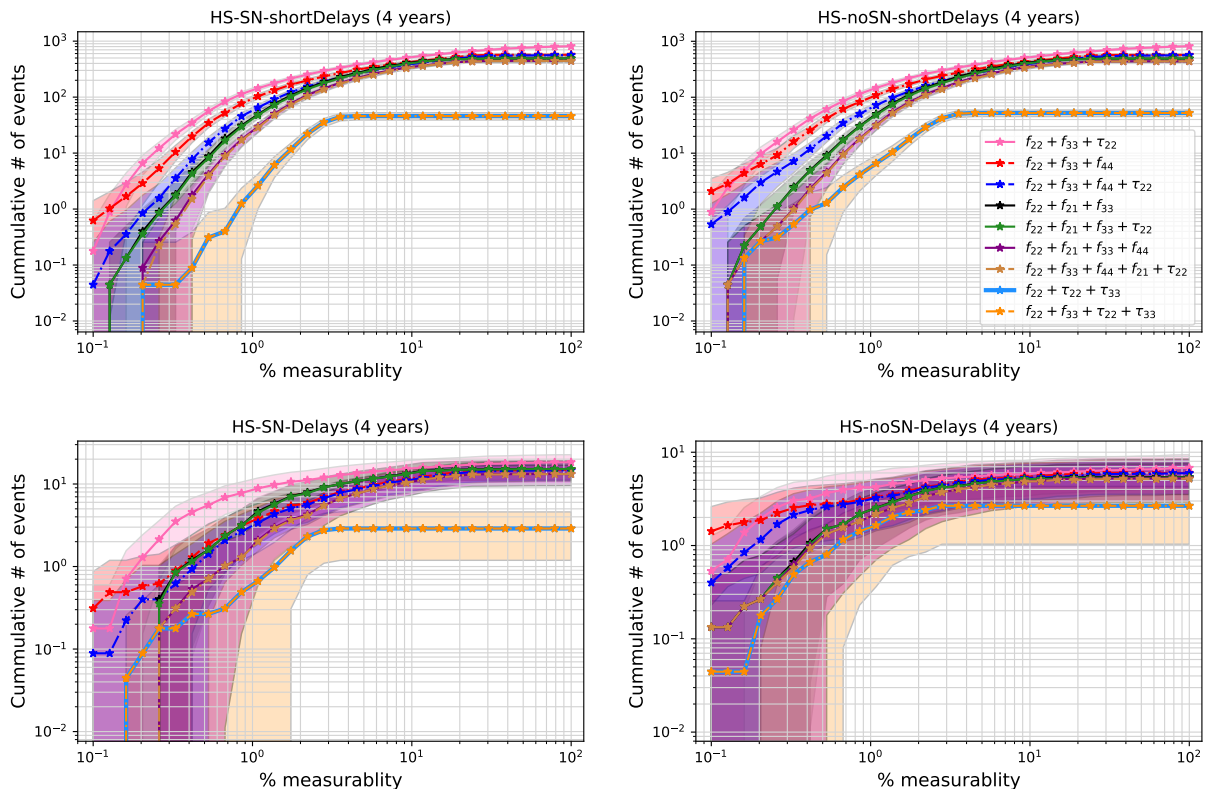 HS-SN-shortDelays (4 years)
Cummulative # of events
10³
10²
10¹
10⁰
10⁻¹
10⁻²
10⁻¹ 10⁰ 10¹ 10²
% measurablity
HS-noSN-shortDelays (4 years)
Cummulative # of events
10³
10²
10¹
10⁰
10⁻¹
10⁻²
f₂₂ + f₃₃ + τ₂₂
f₂₂ + f₃₃ + f₄₄
f₂₂ + f₃₃ + f₄₄ + τ₂₂
f₂₂ + f₂₁ + f₃₃
f₂₂ + f₂₁ + f₃₃ + τ₂₂
f₂₂ + f₂₁ + f₃₃ + f₄₄
f₂₂ + f₃₃ + f₄₄ + f₂₁ + τ₂₂
f₂₂ + τ₂₂ + τ₃₃
f₂₂ + f₃₃ + τ₂₂ + τ₃₃
10⁻¹ 10⁰ 10¹ 10²
% measurablity
HS-SN-Delays (4 years)
Cummulative # of events
10¹
10⁰
10⁻¹
10⁻²
10⁻¹ 10⁰ 10¹ 10²
% measurablity
HS-noSN-Delays (4 years)
Cummulative # of events
10¹
10⁰
10⁻¹
10⁻²
10⁻¹ 10⁰ 10¹ 10²
% measurablity